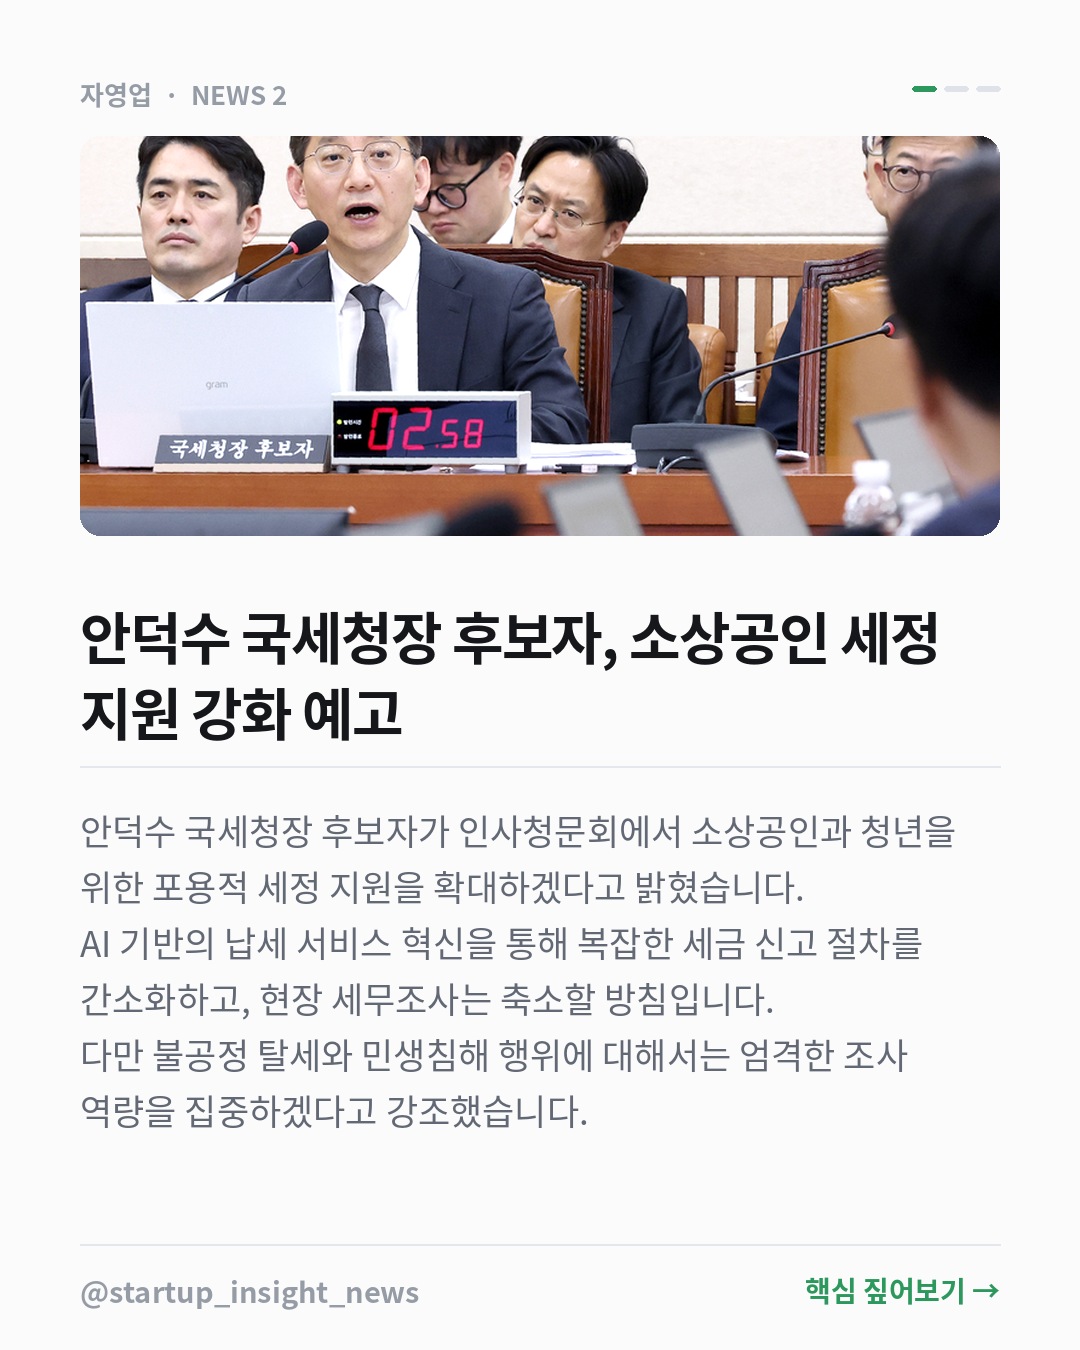 자영업 · NEWS 2
gram
국세청장 후보자
발언시간
발언종료
02.58
안덕수 국세청장 후보자, 소상공인 세정
지원 강화 예고
안덕수 국세청장 후보자가 인사청문회에서 소상공인과 청년을
위한 포용적 세정 지원을 확대하겠다고 밝혔습니다.
AI 기반의 납세 서비스 혁신을 통해 복잡한 세금 신고 절차를
간소화하고, 현장 세무조사는 축소할 방침입니다.
다만 불공정 탈세와 민생침해 행위에 대해서는 엄격한 조사
역량을 집중하겠다고 강조했습니다.
@startup_insight_news
핵심 짚어보기 →